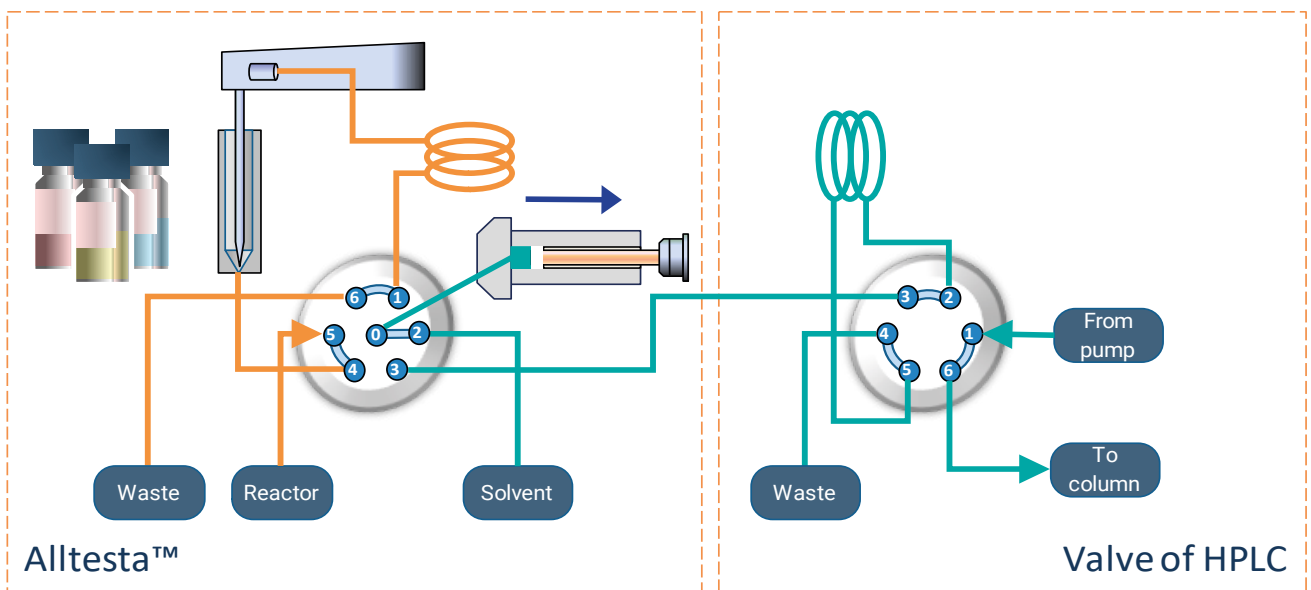 6
1
5
0
2
4
3
3
2
4
1
5
6
From
pump
To
column
Waste
Reactor
Solvent
Waste
Alltesta™
Valve of HPLC